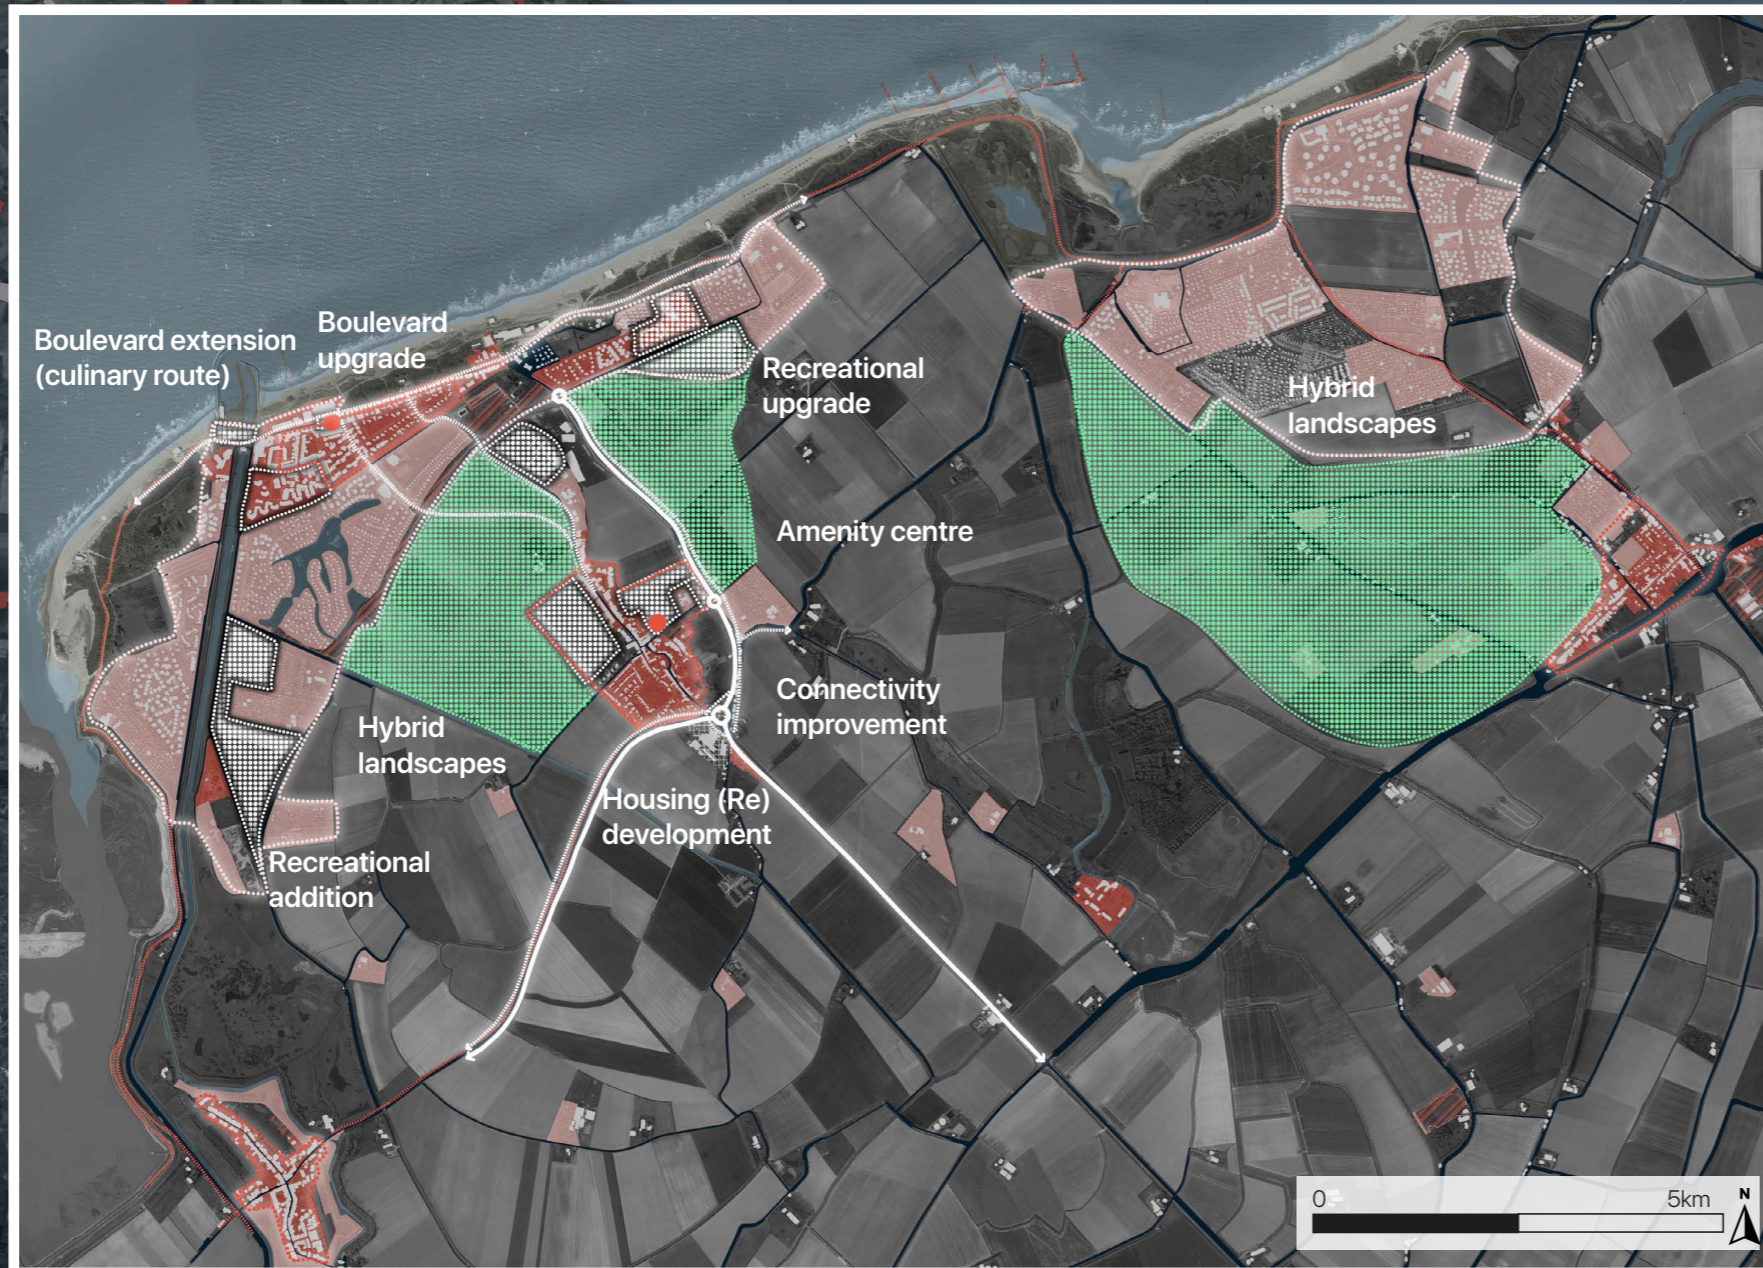 Boulevard extension
(culinary route)
Boulevard
upgrade
Recreational
upgrade
Hybrid
landscapes
Amenity centre
Connectivity
improvement
Hybrid
landscapes
Housing (Re)
development
Recreational
addition
0
5km
N